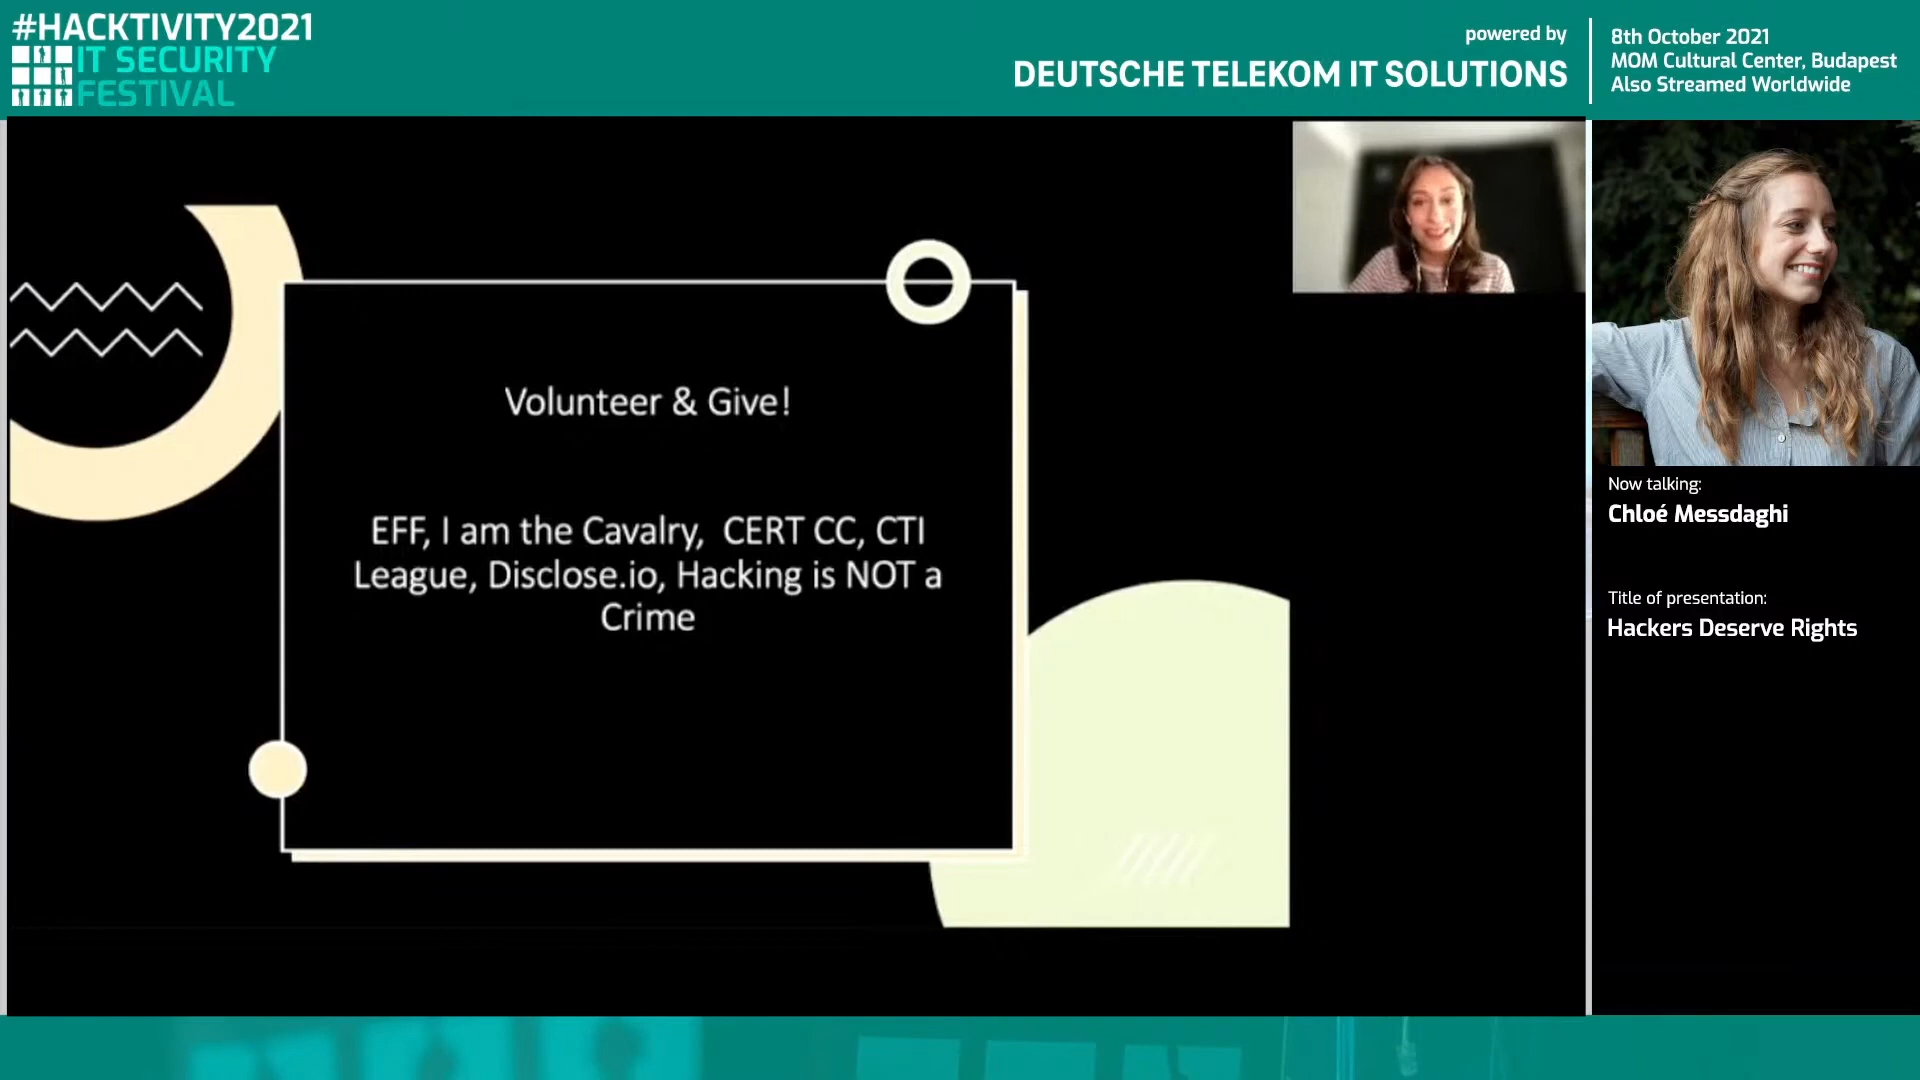 #HACKTIVITY2021
IT SECURITY
FESTIVAL
powered by
DEUTSCHE TELEKOM IT SOLUTIONS
8th October 2021
MOM Cultural Center, Budapest
Also Streamed Worldwide
Volunteer & Give!
EFF, I am the Cavalry, CERT CC, CTI
League, Disclose.io, Hacking is NOT a
Crime
Now talking:
Chloé Messdaghi
Title of presentation:
Hackers Deserve Rights